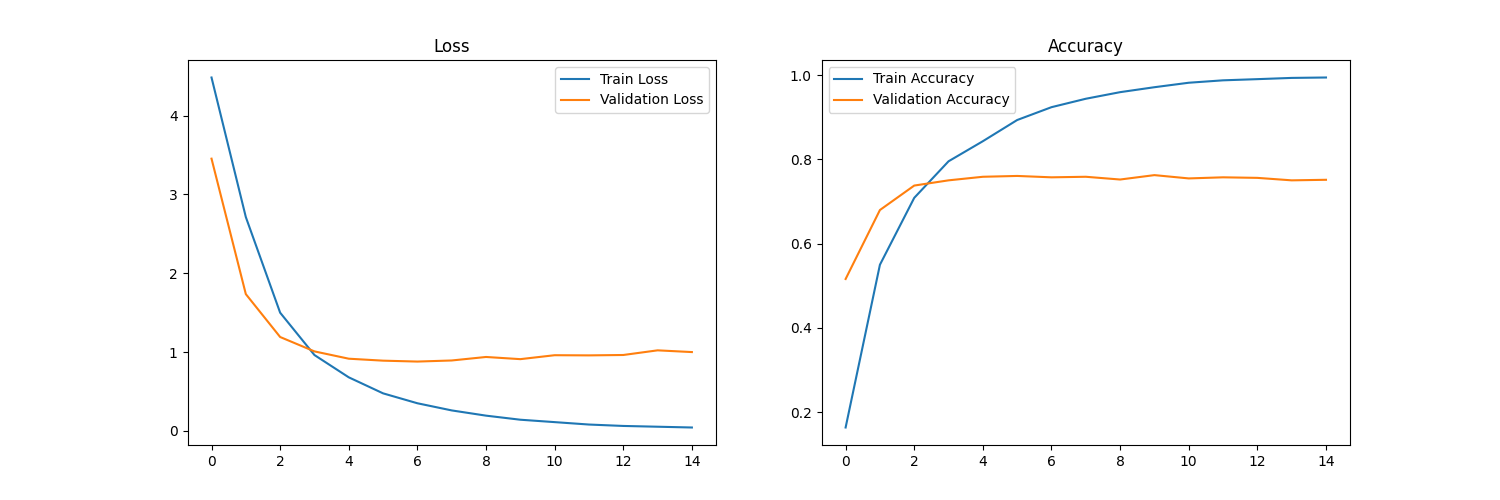 Loss
Train Loss
Validation Loss
4
3
2
1
0
0 2 4 6 8 10 12 14
Accuracy
Train Accuracy
Validation Accuracy
1.0
0.8
0.6
0.4
0.2
0 2 4 6 8 10 12 14